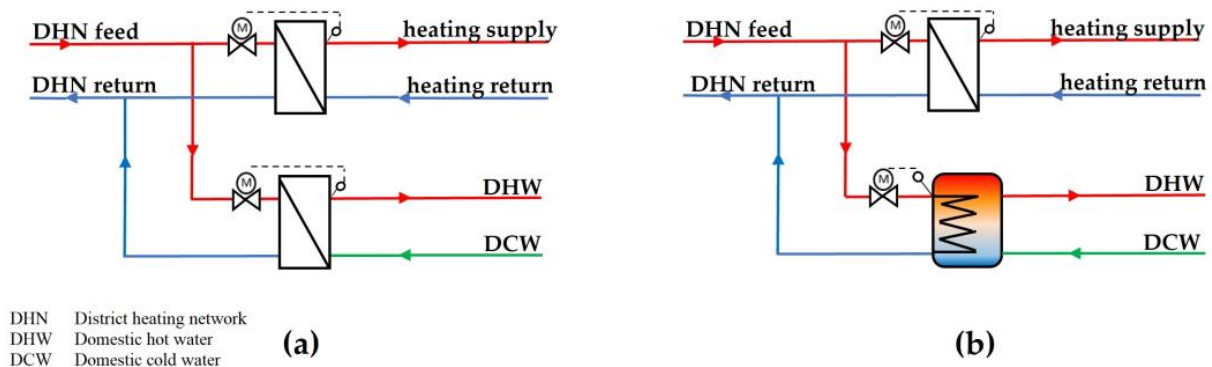 DHN feed
M
heating supply
DHN return
heating return
M
DHW
DCW
DHN feed
M
heating supply
DHN return
heating return
M
DHW
DCW
DHN District heating network
DHW Domestic hot water
DCW Domestic cold water
(a)
(b)